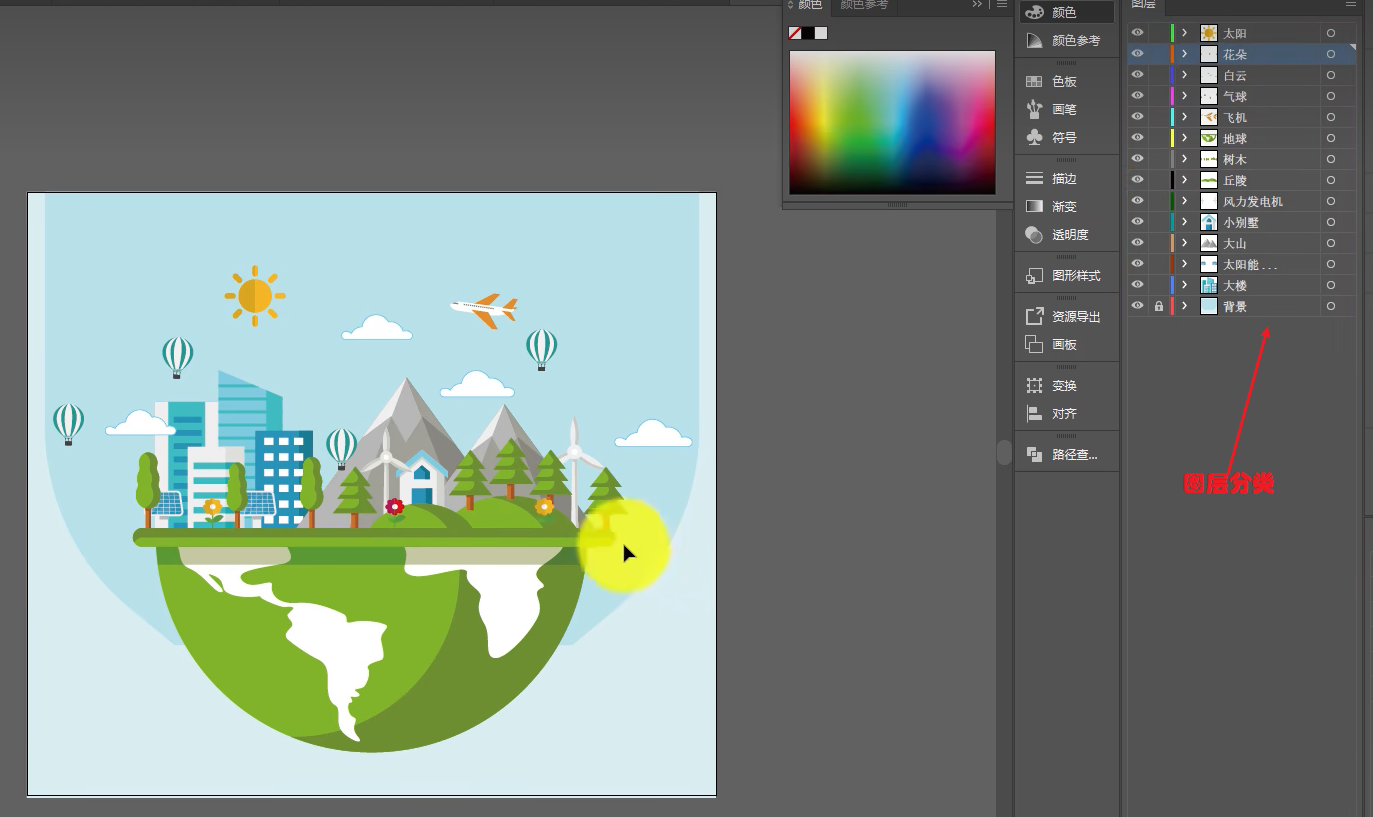 颜色
颜色参考
颜色
颜色参考
色板
画笔
符号
描边
渐变
透明度
图形样式
资源导出
画板
变换
对齐
路径查...
图层
太阳
花朵
白云
气球
飞机
地球
树木
丘陵
风力发电机
小别墅
大山
太阳能...
大楼
背景
图层分类